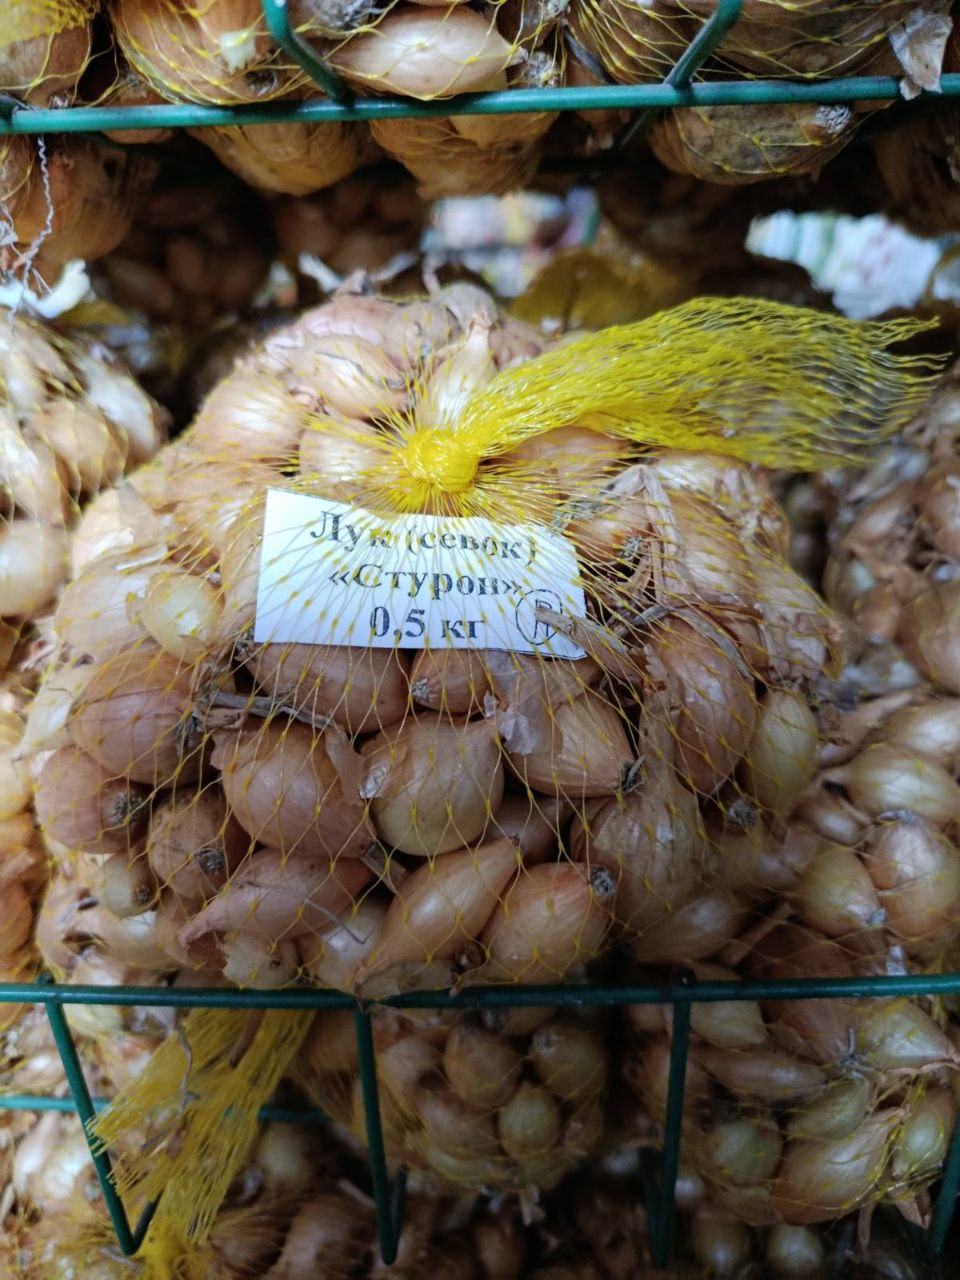 Лук (севок)
«Стурон»
0,5 кг